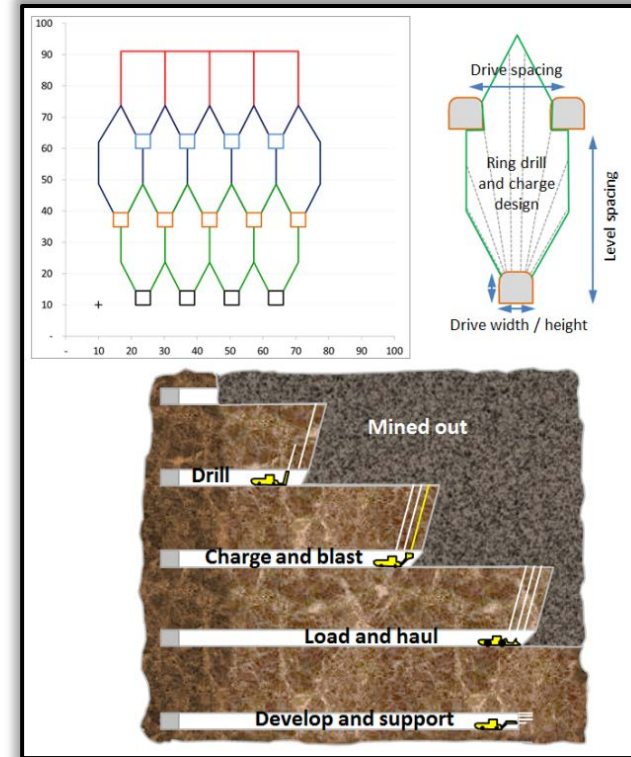 100
90
80
70
60
50
40
30
20
10
-
- 10 20 30 40 50 60 70 80 90 100
Drive spacing
Ring drill
and charge
design
Level spacing
Drive width / height
Mined out
Drill
Charge and blast
Load and haul
Develop and support